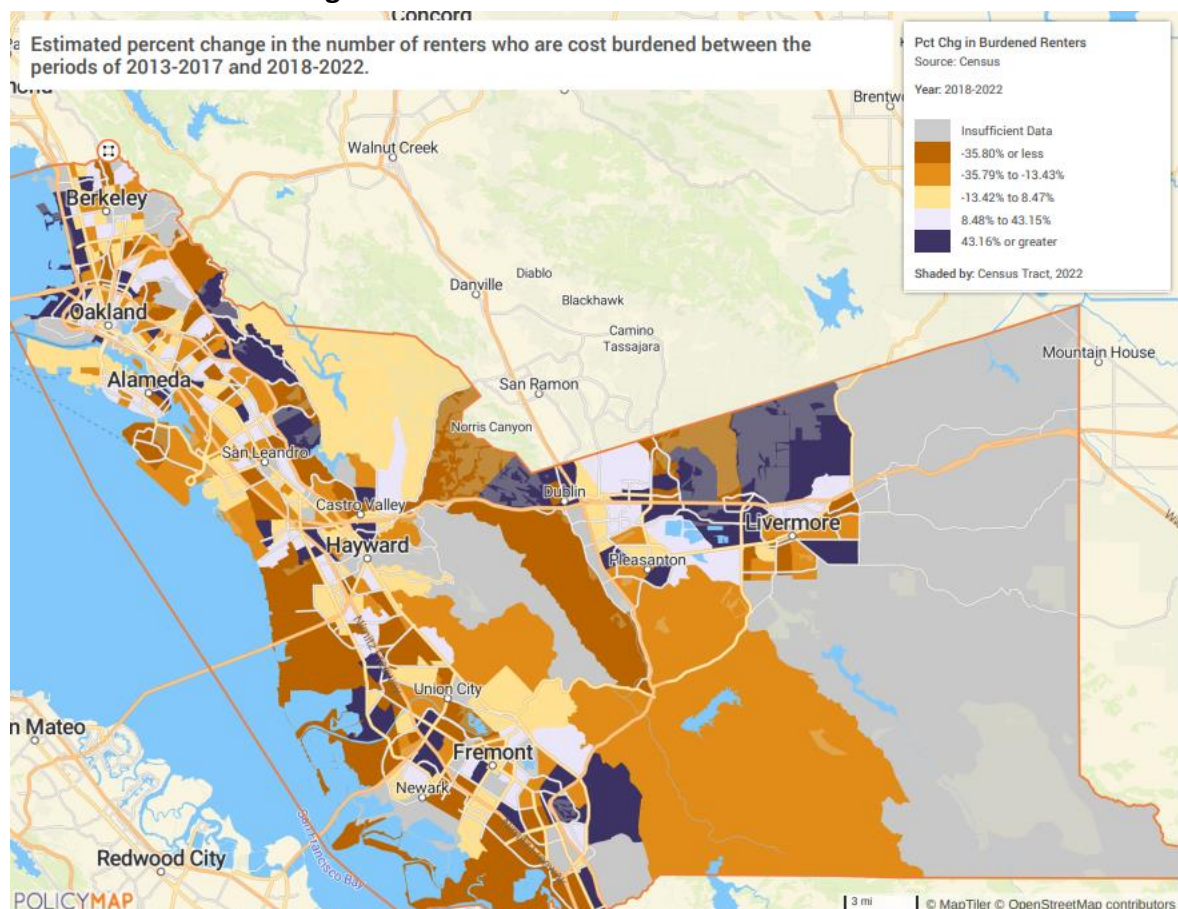 Concord
Estimated percent change in the number of renters who are cost burdened between the
periods of 2013-2017 and 2018-2022.
Pct Chg in Burdened Renters
Source: Census
Year: 2018-2022
Insufficient Data
-35.80% or less
-35.79% to -13.43%
-13.42% to 8.47%
8.48% to 43.15%
43.16% or greater
Shaded by: Census Tract, 2022
Walnut Creek
Berkeley
Danville
Diablo
Blackhawk
Oakland
Camino
Tassajara
Mountain House
Alameda
San Ramon
Norris Canyon
San Leandro
Dublin
Castro Valley
Livermore
Hayward
Pleasanton
Union City
Fremont
Newark
San Francisco Bay
Redwood City
POLICYMAP
3 mi
© MapTiler © OpenStreetMap contributors